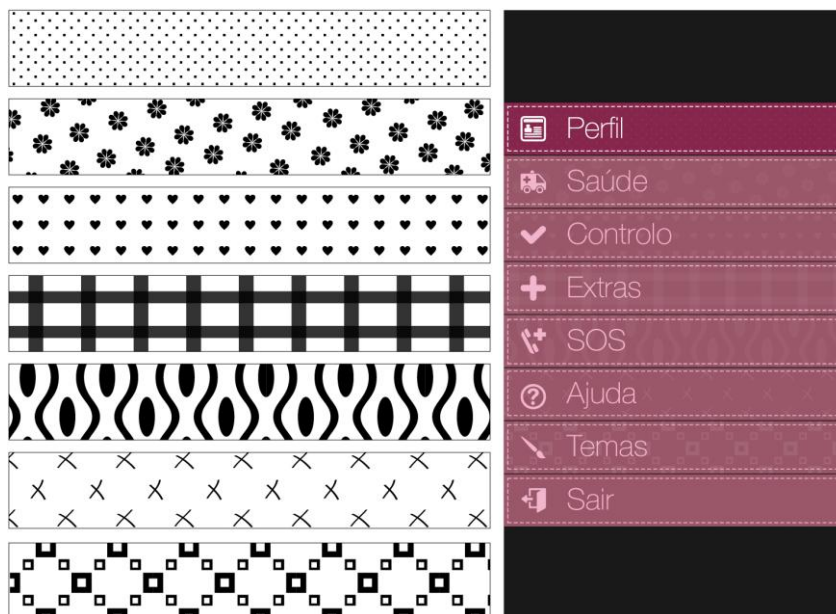 Perfil
Saúde
Controlo
Extras
SOS
Ajuda
Temas
Sair